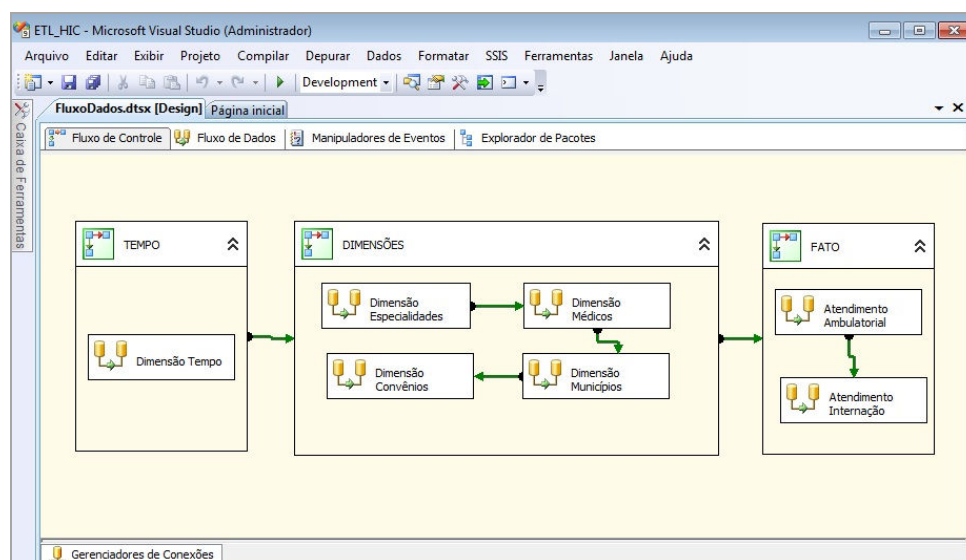 ETL_HIC - Microsoft Visual Studio (Administrador)
Arquivo Editar Exibir Projeto Compilar Depurar Dados Formatar SSIS Ferramentas Janela Ajuda
Development
FluxoDados.dtsx [Design] Página inicial
Caixa de Ferramentas
Fluxo de Controle Fluxo de Dados Manipuladores de Eventos Explorador de Pacotes
TEMPO
Dimensão Tempo
DIMENSÕES
Dimensão
Especialidades
Dimensão
Médicos
Dimensão
Convênios
Dimensão
Municípios
FATO
Atendimento
Ambulatorial
Atendimento
Internação
Gerenciadores de Conexões